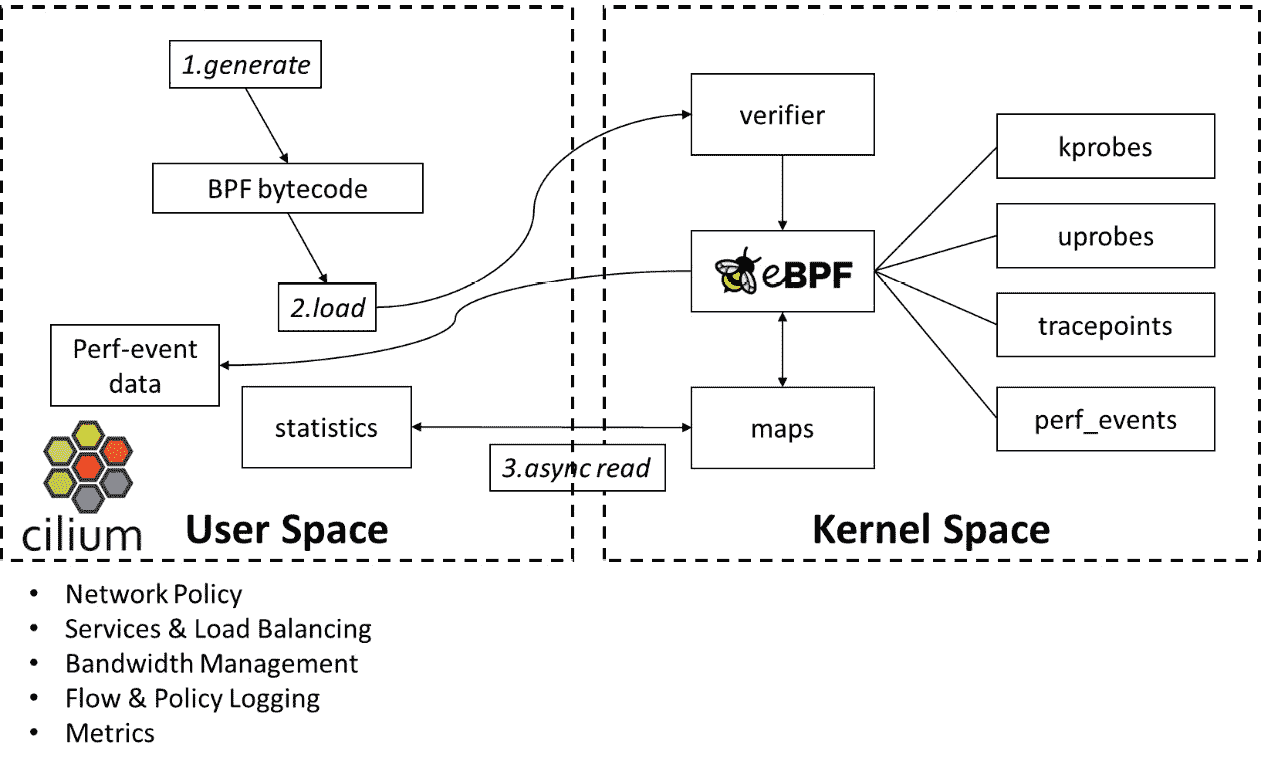 1.generate
BPF bytecode
2.load
Perf-event
data
statistics
3.async read
cilium
User Space
verifier
eBPF
maps
kprobes
uprobes
tracepoints
perf_events
Kernel Space
• Network Policy
• Services & Load Balancing
• Bandwidth Management
• Flow & Policy Logging
• Metrics